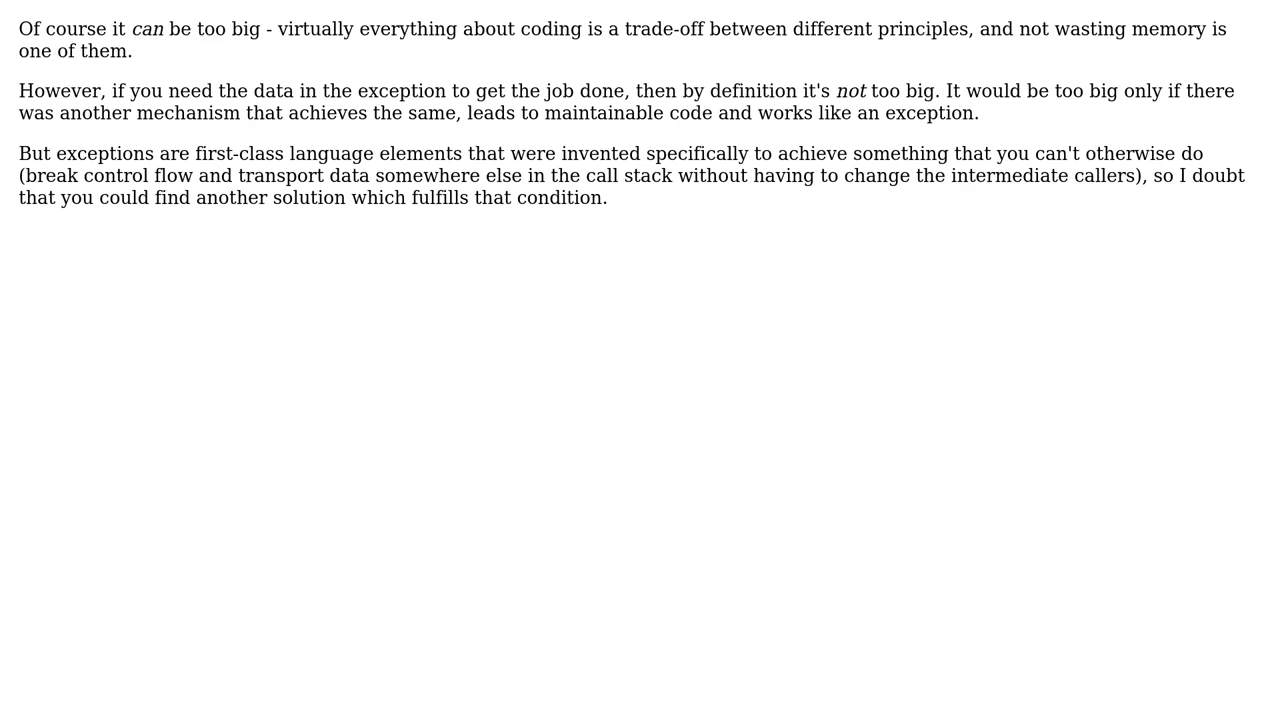 Of course it can be too big - virtually everything about coding is a trade-off between different principles, and not wasting memory is
one of them.
However, if you need the data in the exception to get the job done, then by definition it's not too big. It would be too big only if there
was another mechanism that achieves the same, leads to maintainable code and works like an exception.
But exceptions are first-class language elements that were invented specifically to achieve something that you can't otherwise do
(break control flow and transport data somewhere else in the call stack without having to change the intermediate callers), so I doubt
that you could find another solution which fulfills that condition.